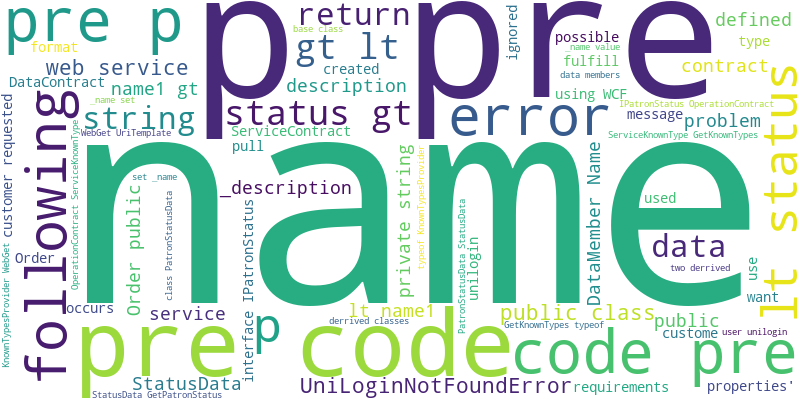 pre p
p
pre
return
defined
format
base class
ignored
possible
_name value
type
web service
gt lt
fulfill
contract
DataContract
name1 gt
created
description
data members
_name set
using WCF
IPatronStatus OperationContract
string
status gt
error
message
problem
customer requested
following
WebGet UriTemplate
ServiceContract
pull
ServiceKnownType GetKnownTypes
lt status
OperationContract ServiceKnownType
name
set _name
_description
private string
typeof KnownTypesProvider
DataMember Name
used
Order public
class PatronStatusData
interface IPatronStatus
PatronStatusData StatusData
unilogin
data
two derived
use
want
KnownTypesProvider WebGet
Order
occurs
service
lt name1
public class
public
derrived classes
GetKnownTypes typeof
custome
user unilogin
pre
p
code
code pre
StatusData
StatusData GetPatronStatus
UniLoginNotFoundError
requirements
properties'